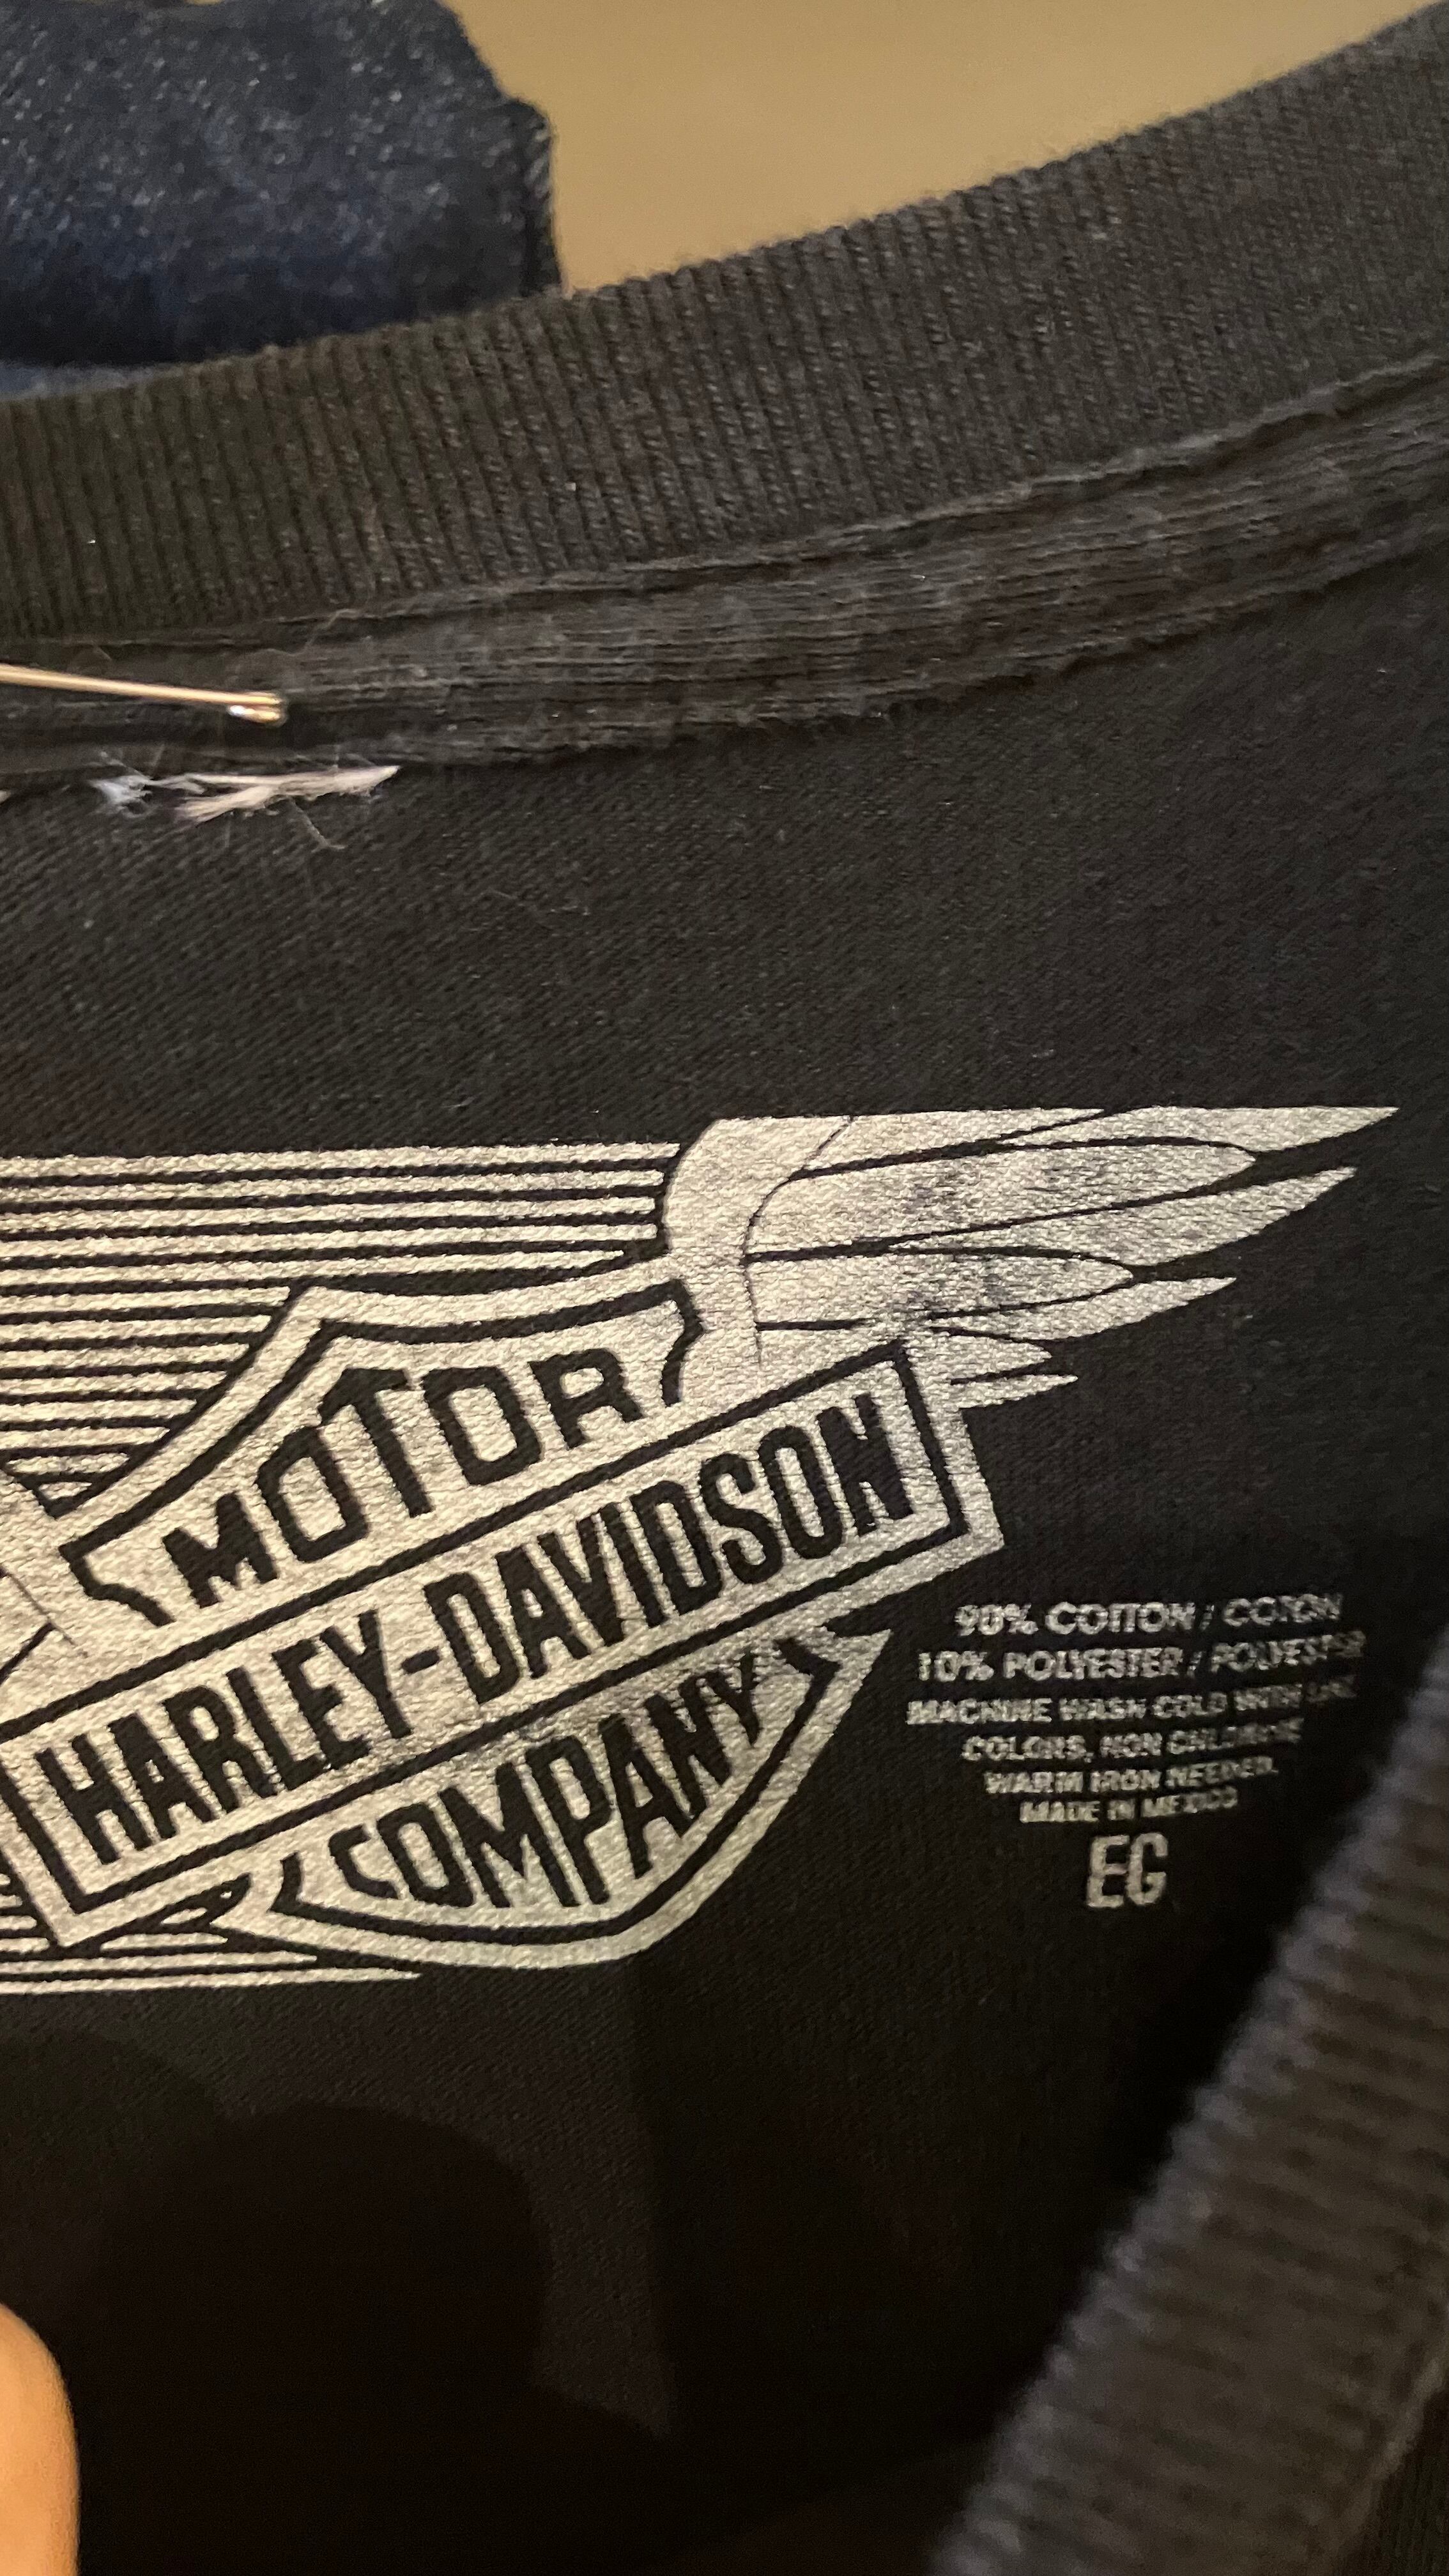 MOTOR
HARLEY-DAVIDSON
COMPANY
90% COTTON / COTON
10% POLYESTER / POLYESTER
MACHINE WASH COLD WITH LIKE
COLORS, NON CHLORINE
WARM IRON NEEDED.
MADE IN MEXICO
EG